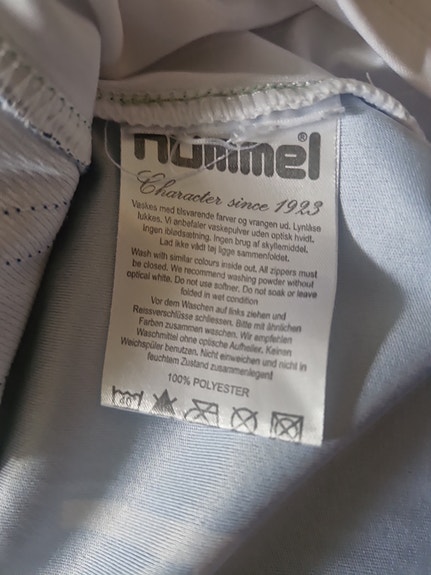 hummel®
Character since 1923
Vaskes med tilsvarende farver og vrangen ud. Lynlåse
lukkes. Vi anbefaler vaskepulver uden optisk hvidt.
Ingen iblødsætning. Ingen brug af skyllemiddel.
Lad ikke vådt tøj ligge sammenfoldet.
Wash with similar colours inside out. All zippers must
be closed. We recommend washing powder without
optical white. Do not use softner. Do not soak or leave
folded in wet condition
Vor dem Waschen auf links ziehen und
Reissverschlüsse schliessen. Bitte mit ähnlichen
Farben zusammen waschen. Wir empfehlen
Waschmittel ohne optische Aufheller. Keinen
Weichspüler benutzen. Nicht einweichen und nicht in
feuchtem Zustand zusammenlegen!
100% POLYESTER
40